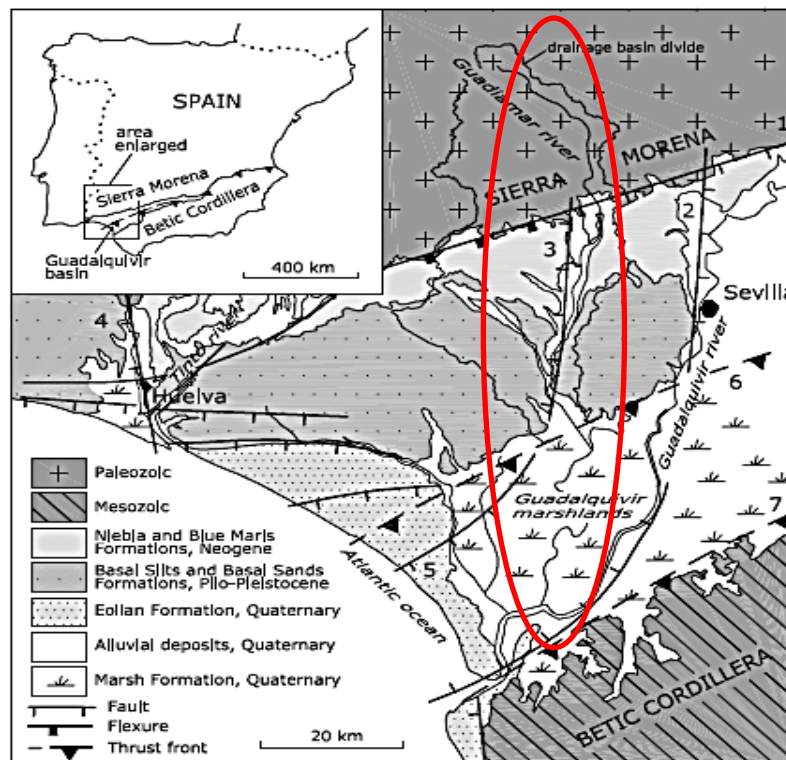 SPAIN
area
enlarged
Sierra Morena
Betic Cordillera
Guadalquivir
basin
400 km
drainage basin divide
Guadiamar river
SIERRA
MORENA
1
2
3
4
Tinto river
Huelva
Sevilla
Guadalquivir river
6
7
Guadalquivir
marshlands
5
Atlantic ocean
BETIC CORDILLERA
Paleozoic
Mesozoic
Niebla and Blue Marls
Formations, Neogene
Basal Silts and Basal Sands
Formations, Plio-Pleistocene
Eolian Formation, Quaternary
Alluvial deposits, Quaternary
Marsh Formation, Quaternary
Fault
Flexure
Thrust front
20 km